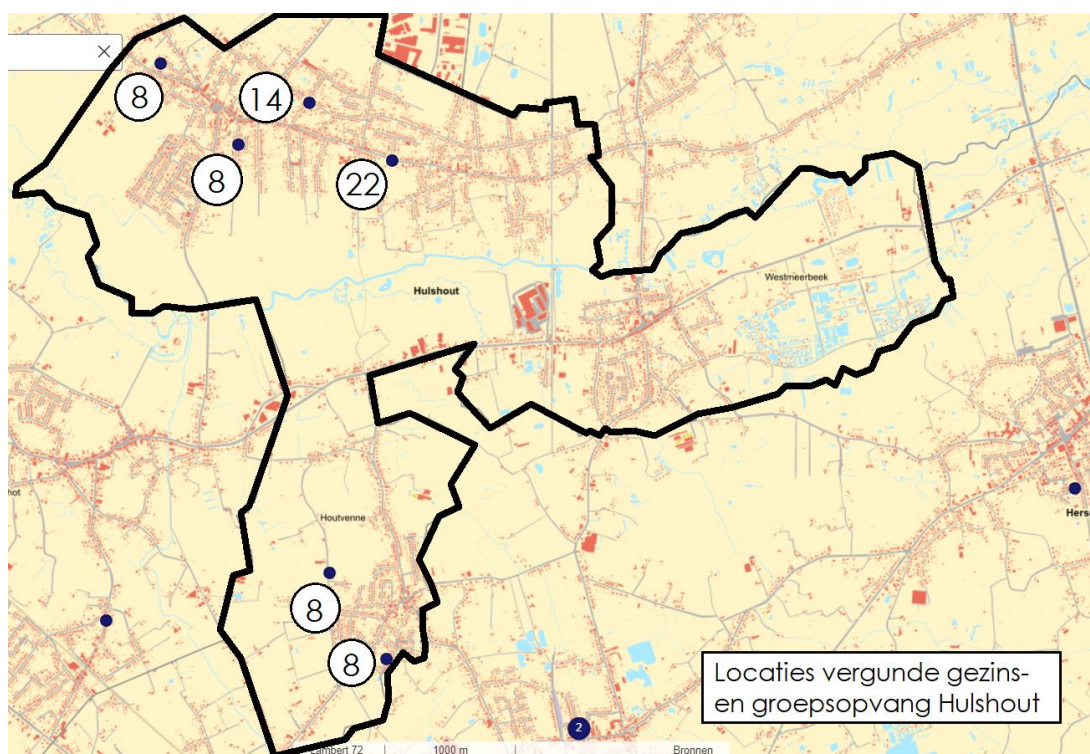 ×
8
14
8
22
Westmeerbeek
Hulshout
Houtvenne
8
8
Locaties vergunde gezins-
en groepsopvang Hulshout
2
Lambert 72 | 1000 m | Bronnen